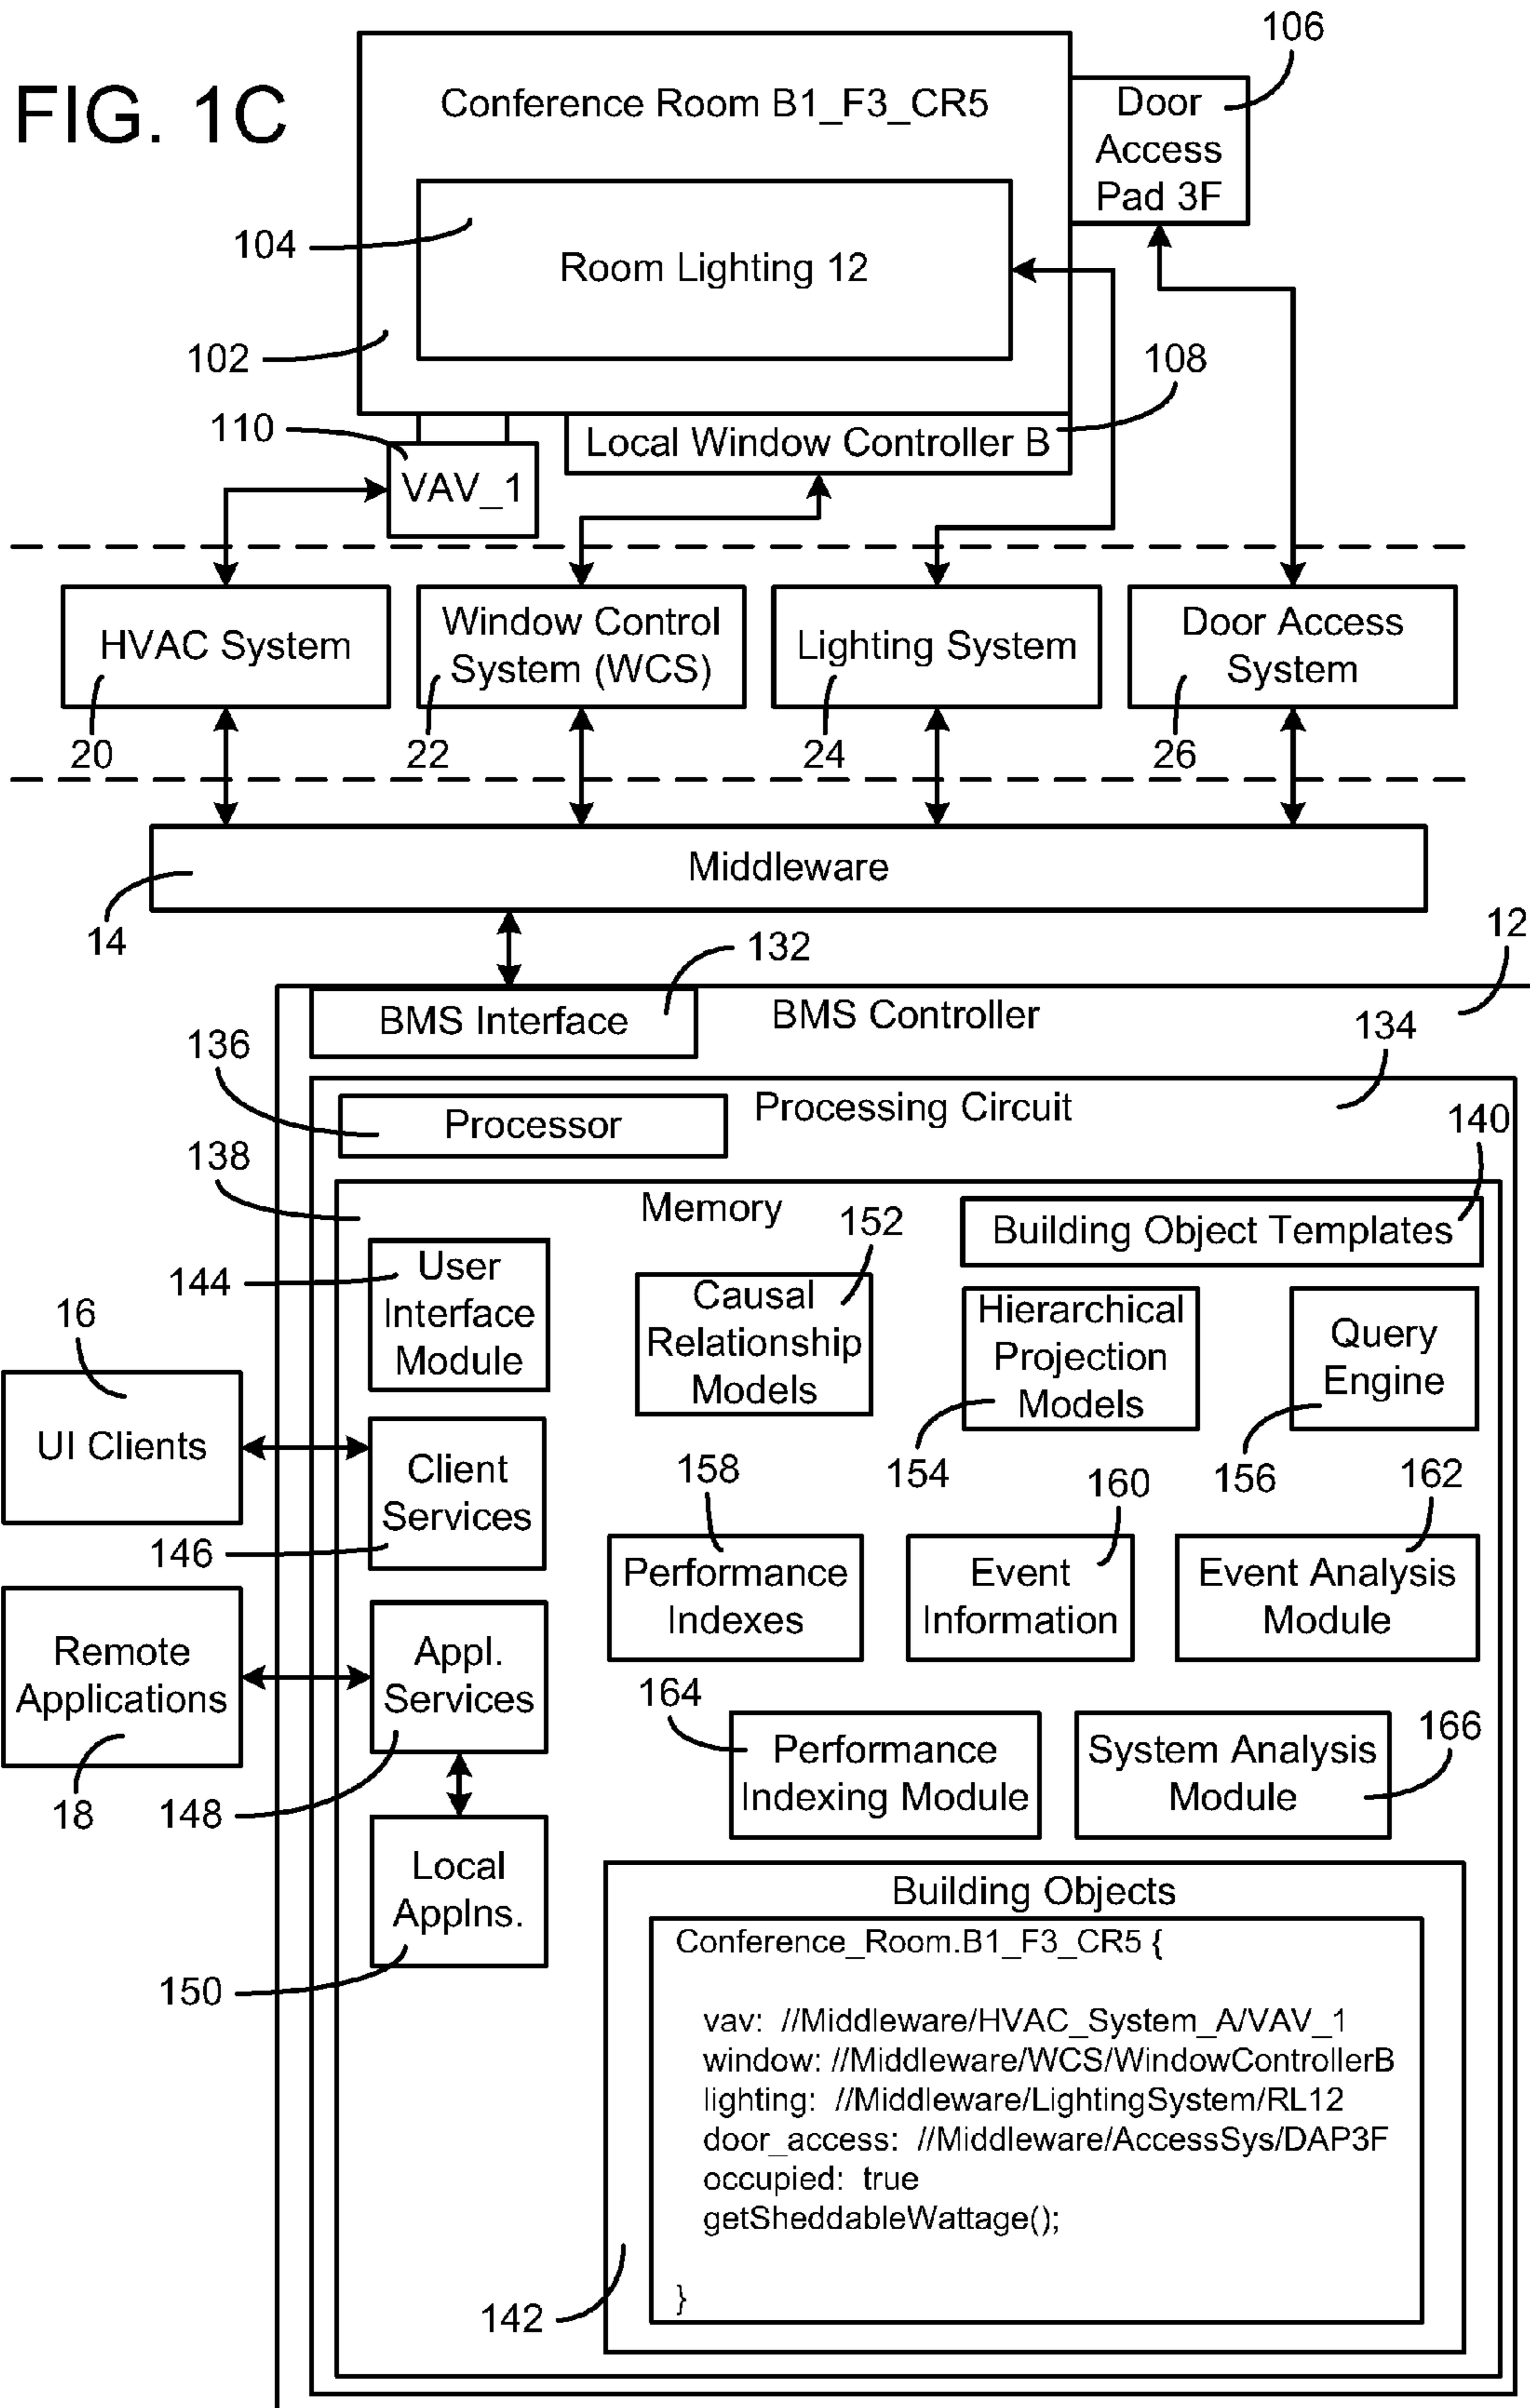 FIG. 1C
106
Conference Room B1_F3_CR5
Door
Access
Pad 3F
104
Room Lighting 12
102
108
110
Local Window Controller B
VAV_1
HVAC System
Window Control
System (WCS)
Lighting System
Door Access
System
20
22
24
26
Middleware
14
12
132
BMS Interface
BMS Controller
134
136
Processor
Processing Circuit
140
138
Memory
152
Building Object Templates
144
User
Interface
Module
Causal
Relationship
Models
Hierarchical
Projection
Models
Query
Engine
16
UI Clients
Client
Services
146
158
154
160
156
162
Performance
Indexes
Event
Information
Event Analysis
Module
Remote
Applications
18
Appl.
Services
148
164
Performance
Indexing Module
System Analysis
Module
166
Local
Applns.
150
Building Objects
Conference_Room.B1_F3_CR5 {
vav: //Middleware/HVAC_System_A/VAV_1
window: //Middleware/WCS/WindowControllerB
lighting: //Middleware/LightingSystem/RL12
door_access: //Middleware/AccessSys/DAP3F
occupied: true
getSheddableWattage();
}
142